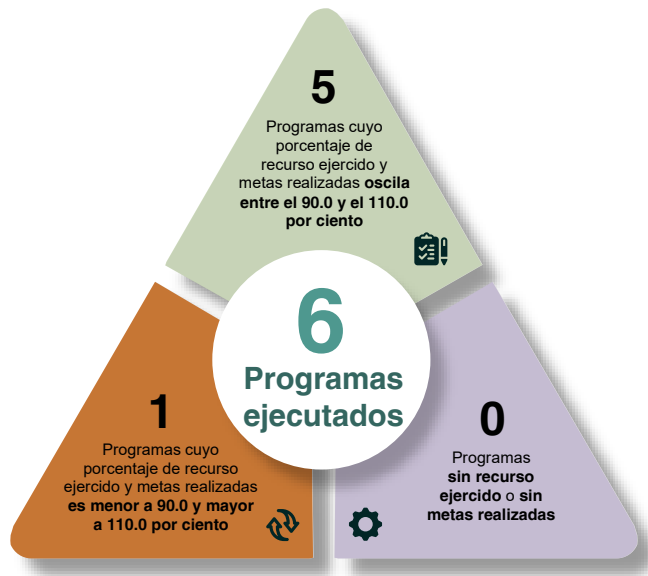 5
Programas cuyo
porcentaje de
recurso ejercido y
metas realizadas oscila
entre el 90.0 y el 110.0
por ciento
6
Programas
ejecutados
1
Programas cuyo
porcentaje de recurso
ejercido y metas realizadas
es menor a 90.0 y mayor
a 110.0 por ciento
0
Programas
sin recurso
ejercido o sin
metas realizadas